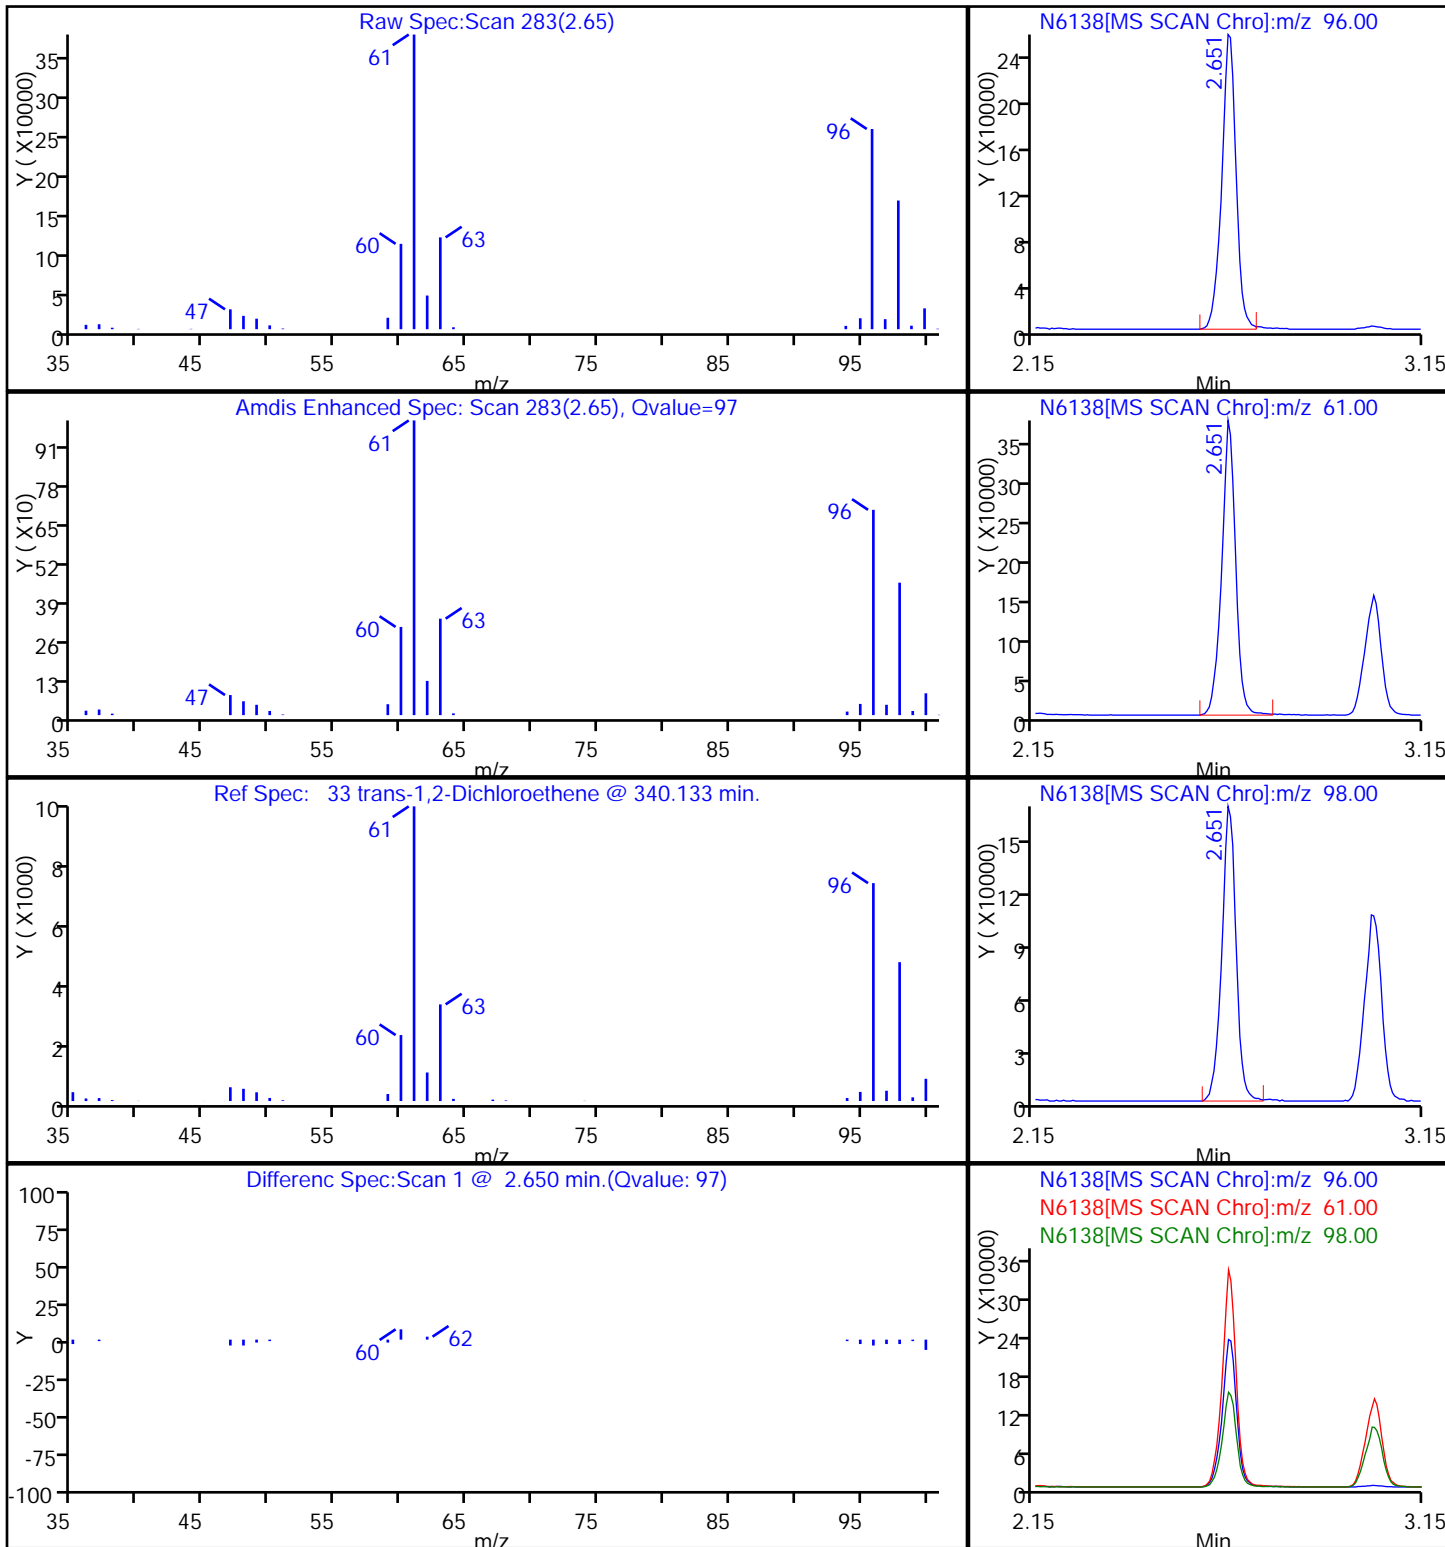 Raw Spec:Scan 283(2.65)
Y ( X10000)
35
30
25
20
15
10
5
0
61
60
63
47
96
35 45 55 65 75 85 95
m/z
N6138[MS SCAN Chro]:m/z 96.00
Y ( X10000)
24
20
16
12
8
4
0
2.651
2.15 3.15
Min
Amdis Enhanced Spec: Scan 283(2.65), Qvalue=97
Y ( X10)
91
78
65
52
39
26
13
0
61
60
63
47
96
35 45 55 65 75 85 95
m/z
N6138[MS SCAN Chro]:m/z 61.00
Y ( X10000)
35
30
25
20
15
10
5
0
2.651
2.15 3.15
Min
Ref Spec: 33 trans-1,2-Dichloroethene @ 340.133 min.
Y ( X1000)
10
8
6
4
2
0
61
60
63
96
35 45 55 65 75 85 95
m/z
N6138[MS SCAN Chro]:m/z 98.00
Y ( X10000)
15
12
9
6
3
0
2.651
2.15 3.15
Min
Differenc Spec:Scan 1 @ 2.650 min.(Qvalue: 97)
Y
100
75
50
25
0
-25
-50
-75
-100
60
62
35 45 55 65 75 85 95
m/z
N6138[MS SCAN Chro]:m/z 96.00
N6138[MS SCAN Chro]:m/z 61.00
N6138[MS SCAN Chro]:m/z 98.00
Y ( X10000)
36
30
24
18
12
6
0
2.15 3.15
Min